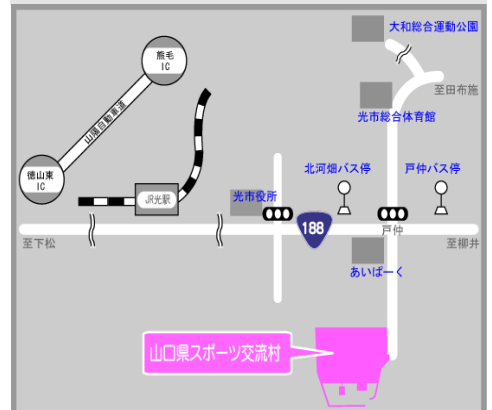 大和総合運動公園
熊毛
IC
至田布施
山陽自動車道
光市総合体育館
徳山東
IC
北河畑バス停
戸仲バス停
JR光駅
光市役所
188
戸仲
至下松
至柳井
あいぱーく
山口県スポーツ交流村